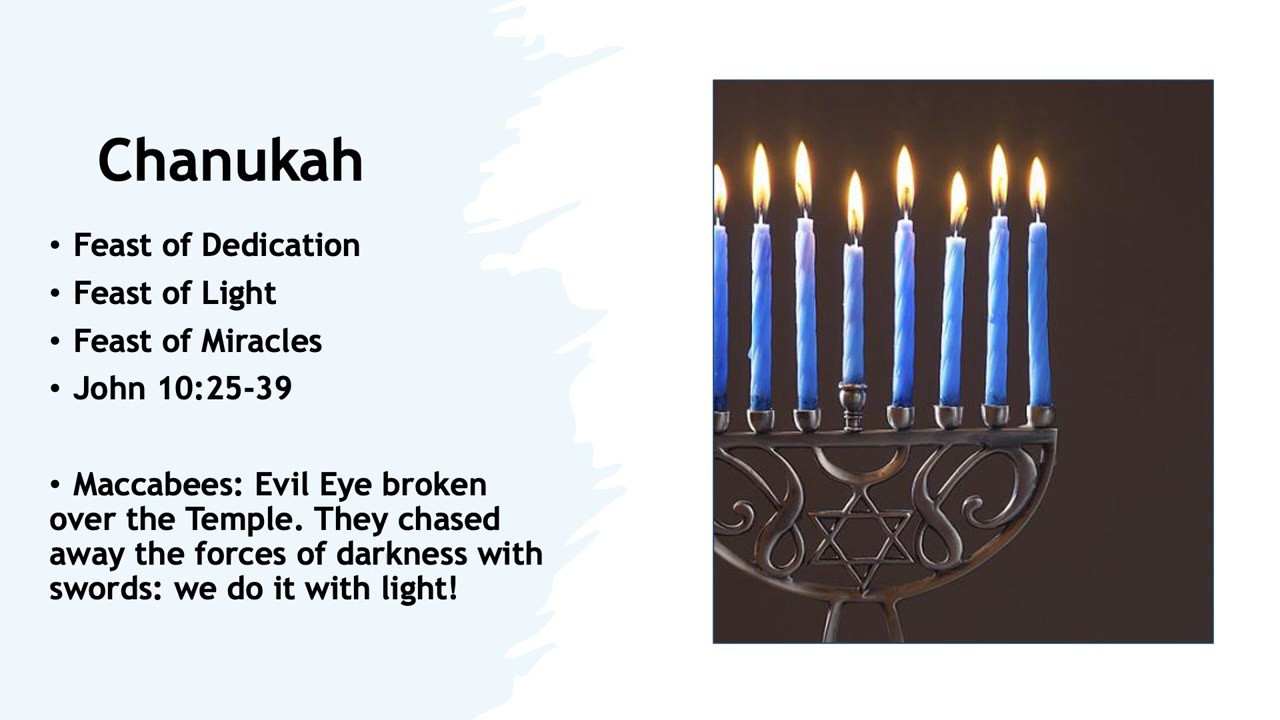 Chanukah
• Feast of Dedication
• Feast of Light
• Feast of Miracles
• John 10:25-39
• Maccabees: Evil Eye broken
over the Temple. They chased
away the forces of darkness with
swords: we do it with light!